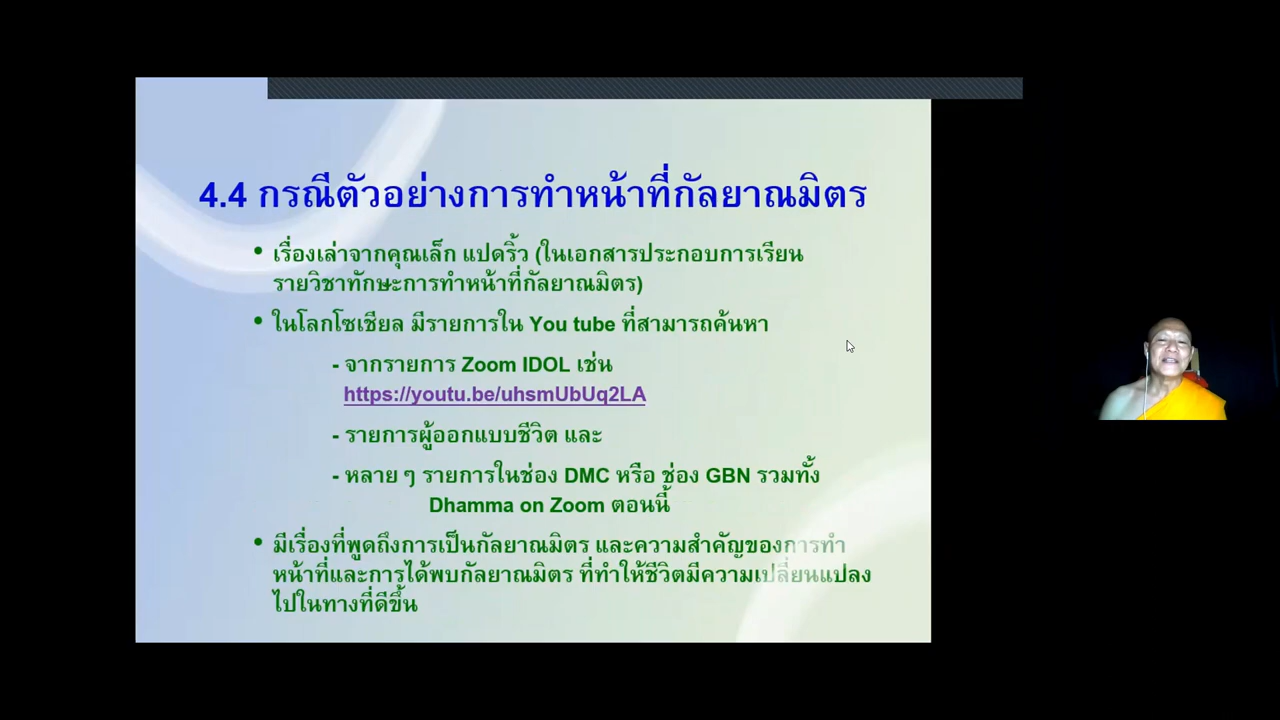 4.4 กรณีตัวอย่างการทำหน้าที่กัลยาณมิตร
• เรื่องเล่าจากคุณเล็ก แปดริ้ว (ในเอกสารประกอบการเรียน
รายวิชาทักษะการทำหน้าที่กัลยาณมิตร)
• ในโลกโซเชียล มีรายการใน You tube ที่สามารถค้นหา
- จากรายการ Zoom IDOL เช่น
https://youtu.be/uhsmUbUq2LA
- รายการผู้ออกแบบชีวิต และ
- หลาย ๆ รายการในช่อง DMC หรือ ช่อง GBN รวมทั้ง
Dhamma on Zoom ตอนนี้
• มีเรื่องที่พูดถึงการเป็นกัลยาณมิตร และความสำคัญของการทำ
หน้าที่และการได้พบกัลยาณมิตร ที่ทำให้ชีวิตมีความเปลี่ยนแปลง
ไปในทางที่ดีขึ้น